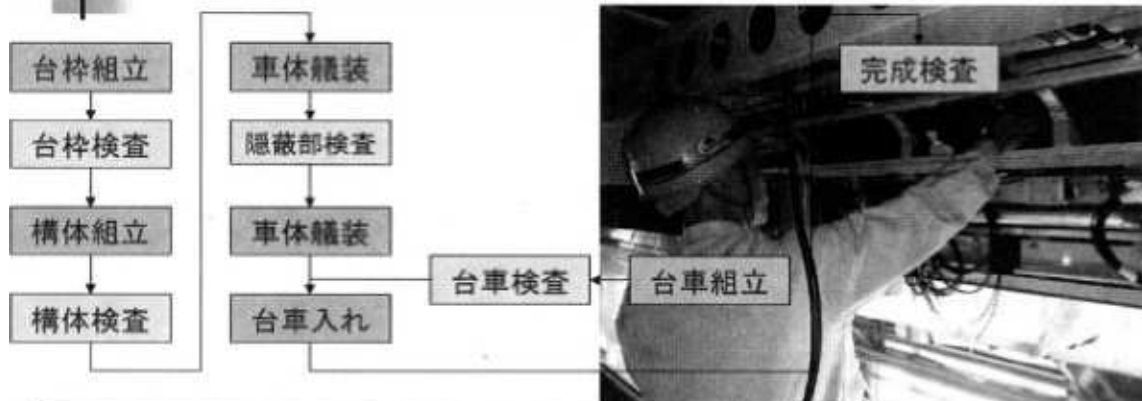 台枠組立
台枠検査
構体組立
構体検査
車体艤装
隠蔽部検査
車体艤装
台車入れ
台車検査
台車組立
完成検査